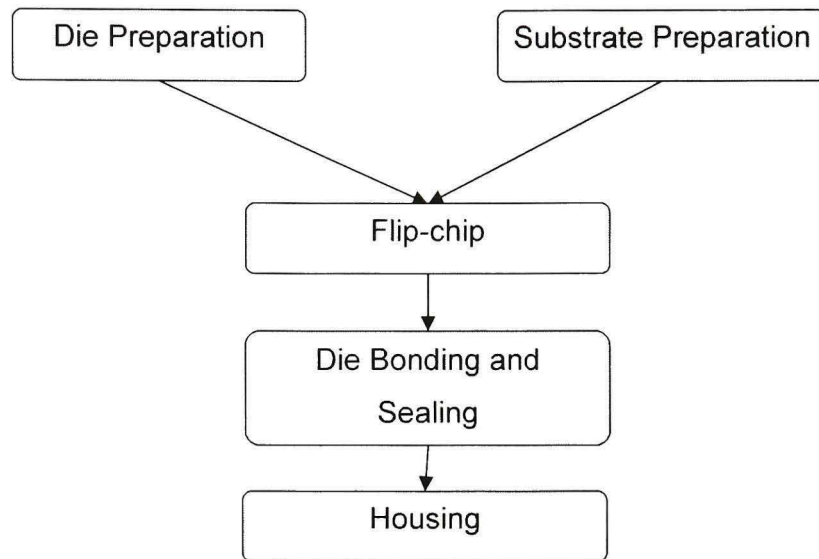 Die Preparation
Substrate Preparation
Flip-chip
Die Bonding and
Sealing
Housing